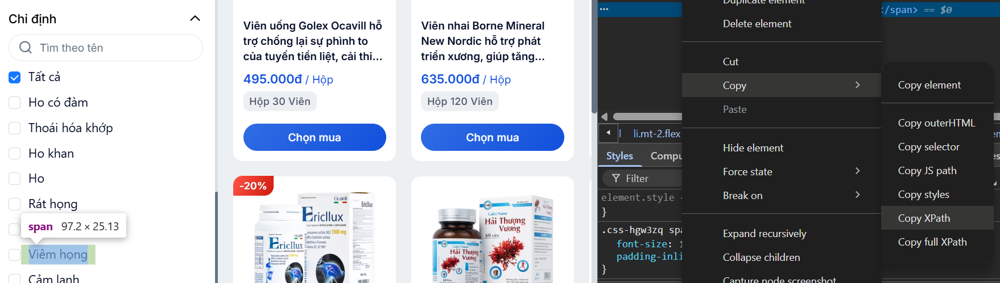 Chỉ định
Tìm theo tên
Tất cả
Ho có đàm
Thoái hóa khớp
Ho khan
Ho
Rát họng
span 97.2 × 25.13
Viêm họng
Cảm lạnh
Viên uống Golex Ocavill hỗ
trợ chống lại sự phình to
của tuyến tiền liệt, cải thi...
495.000đ / Hộp
Hộp 30 Viên
Chọn mua
Viên nhai Borne Mineral
New Nordic hỗ trợ phát
triển xương, giúp tăng...
635.000đ / Hộp
Hộp 120 Viên
Chọn mua
-20%
OcaVill
Ericllux
Ericllux
1500 mg
Ericllux
Calci Nano
Hải Thượng
Vương
60 VIÊN
Calci Nano
Hải Thượng
Vương
···
</span> == $0
li.mt-2.flex
Styles
Compu
Filter
element.style
}
.css-hgw3zq spa
font-size: 1
padding-inli
}
Duplicate element
Delete element
Cut
Copy
Paste
Hide element
Force state
Break on
Expand recursively
Collapse children
Capture node screenshot
Copy element
Copy outerHTML
Copy selector
Copy JS path
Copy styles
Copy XPath
Copy full XPath